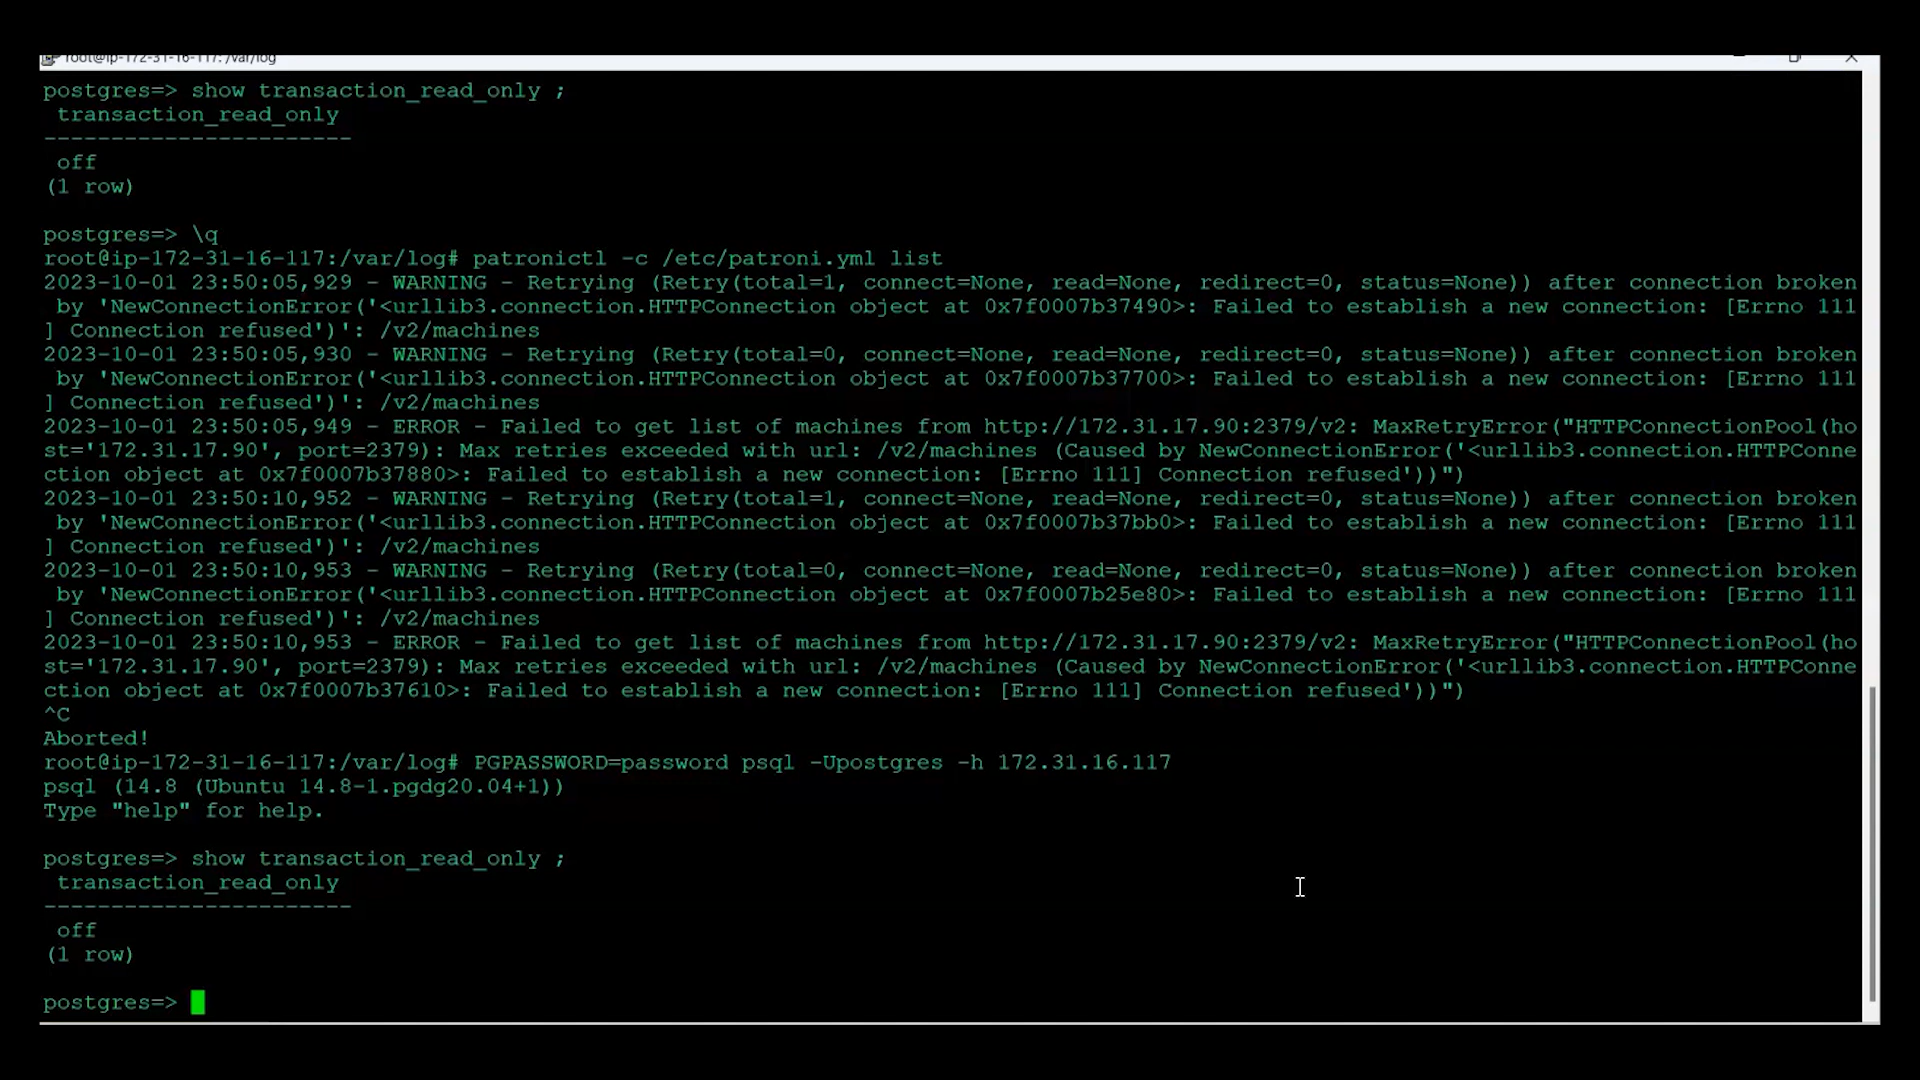 root@ip-172-31-16-117: /var/log
postgres=> show transaction_read_only ;
 transaction_read_only
-----------------------
 off
(1 row)
postgres=> \q
root@ip-172-31-16-117:/var/log# patronictl -c /etc/patroni.yml list
2023-10-01 23:50:05,929 - WARNING - Retrying (Retry(total=1, connect=None, read=None, redirect=0, status=None)) after connection broken
 by 'NewConnectionError('<urllib3.connection.HTTPConnection object at 0x7f0007b37490>: Failed to establish a new connection: [Errno 111
] Connection refused')': /v2/machines
2023-10-01 23:50:05,930 - WARNING - Retrying (Retry(total=0, connect=None, read=None, redirect=0, status=None)) after connection broken
 by 'NewConnectionError('<urllib3.connection.HTTPConnection object at 0x7f0007b37700>: Failed to establish a new connection: [Errno 111
] Connection refused')': /v2/machines
2023-10-01 23:50:05,949 - ERROR - Failed to get list of machines from http://172.31.17.90:2379/v2: MaxRetryError("HTTPConnectionPool(ho
st='172.31.17.90', port=2379): Max retries exceeded with url: /v2/machines (Caused by NewConnectionError('<urllib3.connection.HTTPConne
ction object at 0x7f0007b37880>: Failed to establish a new connection: [Errno 111] Connection refused'))")
2023-10-01 23:50:10,952 - WARNING - Retrying (Retry(total=1, connect=None, read=None, redirect=0, status=None)) after connection broken
 by 'NewConnectionError('<urllib3.connection.HTTPConnection object at 0x7f0007b37bb0>: Failed to establish a new connection: [Errno 111
] Connection refused')': /v2/machines
2023-10-01 23:50:10,953 - WARNING - Retrying (Retry(total=0, connect=None, read=None, redirect=0, status=None)) after connection broken
 by 'NewConnectionError('<urllib3.connection.HTTPConnection object at 0x7f0007b25e80>: Failed to establish a new connection: [Errno 111
] Connection refused')': /v2/machines
2023-10-01 23:50:10,953 - ERROR - Failed to get list of machines from http://172.31.17.90:2379/v2: MaxRetryError("HTTPConnectionPool(ho
st='172.31.17.90', port=2379): Max retries exceeded with url: /v2/machines (Caused by NewConnectionError('<urllib3.connection.HTTPConne
ction object at 0x7f0007b37610>: Failed to establish a new connection: [Errno 111] Connection refused'))")
^C
Aborted!
root@ip-172-31-16-117:/var/log# PGPASSWORD=password psql -Upostgres -h 172.31.16.117
psql (14.8 (Ubuntu 14.8-1.pgdg20.04+1))
Type "help" for help.
postgres=> show transaction_read_only ;
 transaction_read_only
-----------------------
 off
(1 row)
postgres=>